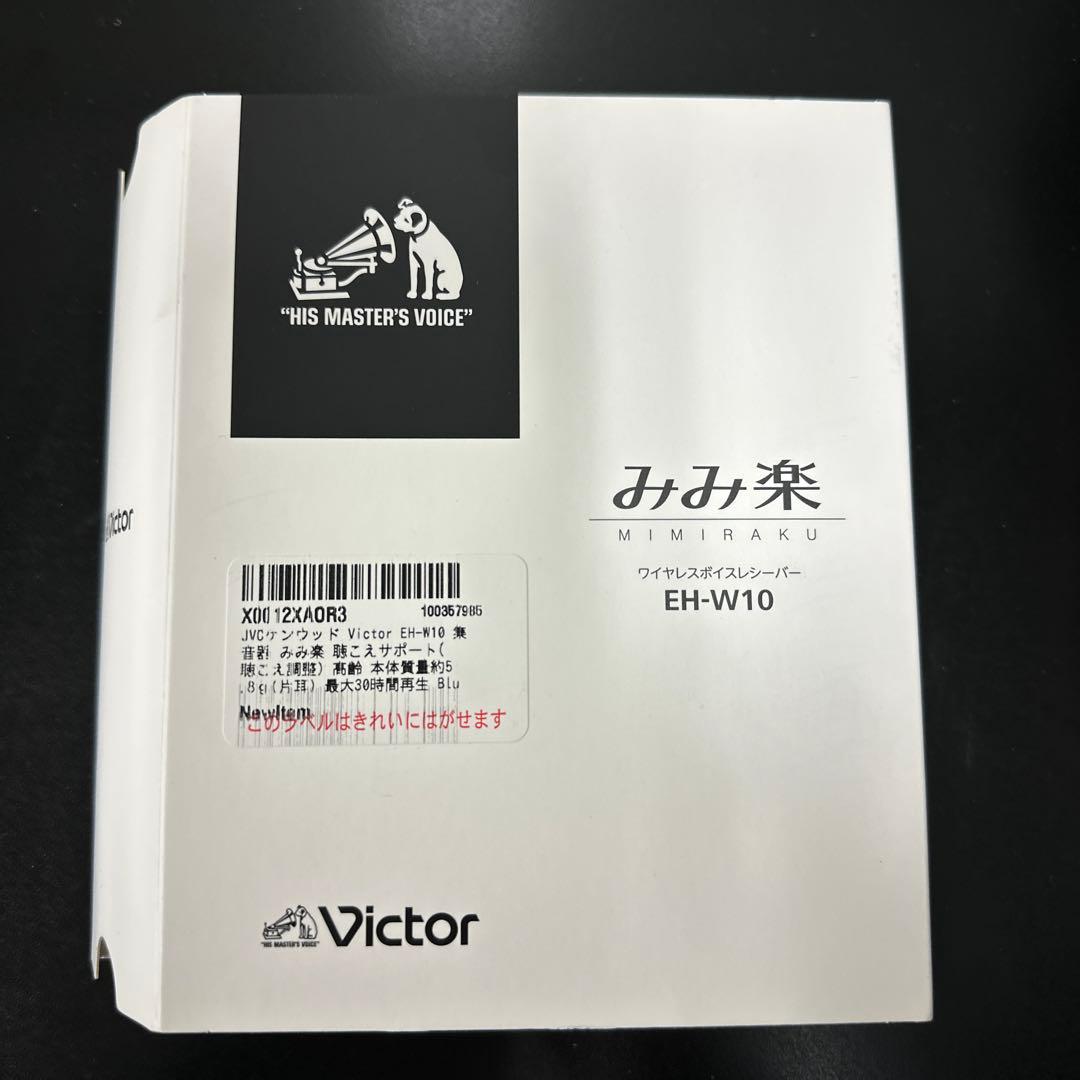 "HIS MASTER'S VOICE"
みみ楽
MIMIRAKU
ワイヤレスボイスレシーバー
EH-W10
Victor
X0012XAOR3 100357985
JVCケンウッド Victor EH-W10 集
音器 みみ楽 聴こえサポート(
聴こえ調整) 高齢 本体質量約5
.8g(片耳) 最大30時間再生 Blu
NewItem
このラベルはきれいにはがせます
"HIS MASTER'S VOICE"
Victor